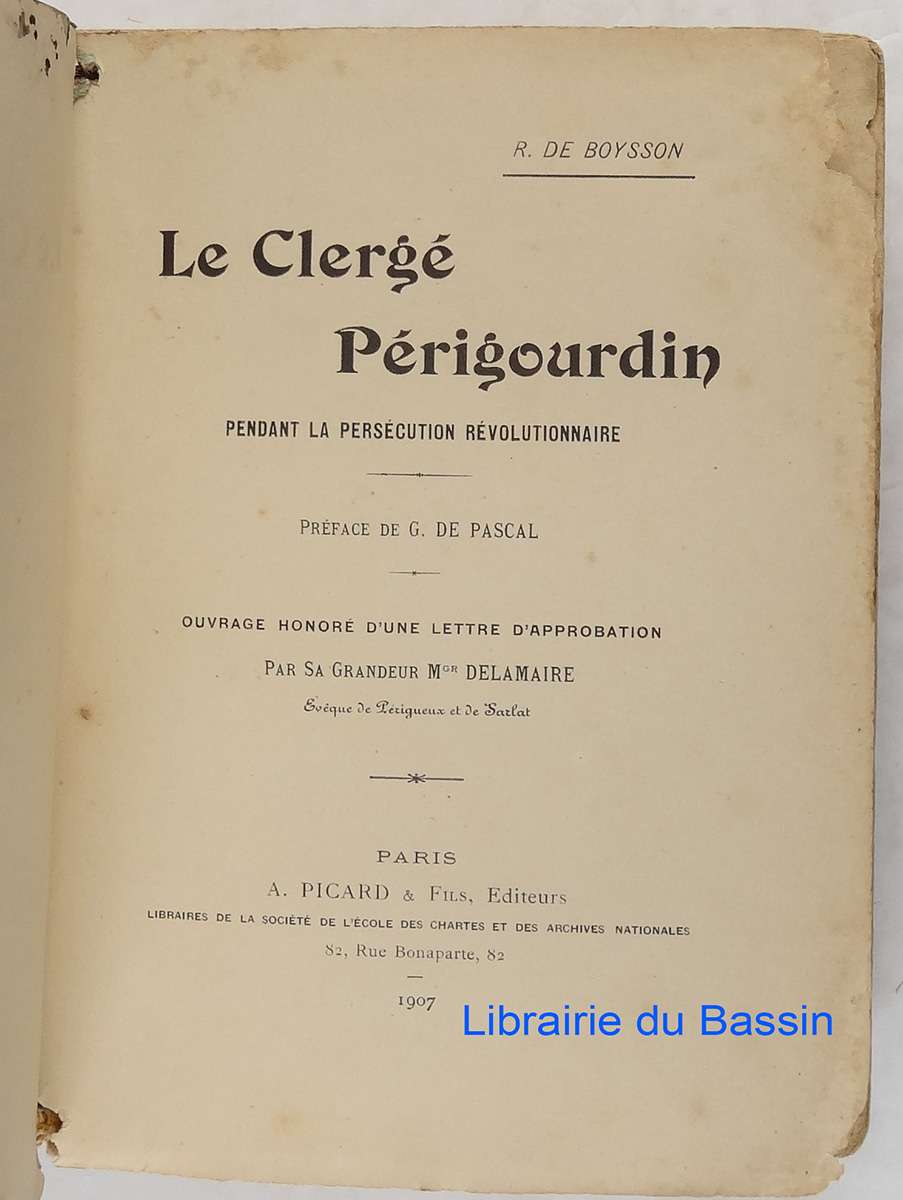 R. DE BOYSSON
Le Clergé
Périgourdin
PENDANT LA PERSÉCUTION RÉVOLUTIONNAIRE
PRÉFACE DE G. DE PASCAL
OUVRAGE HONORÉ D'UNE LETTRE D'APPROBATION
PAR SA GRANDEUR MGR DELAMAIRE
Evêque de Périgueux et de Sarlat
PARIS
A. PICARD & FILS, Editeurs
LIBRAIRES DE LA SOCIÉTÉ DE L'ÉCOLE DES CHARTES ET DES ARCHIVES NATIONALES
82, Rue Bonaparte, 82
1907
Librairie du Bassin